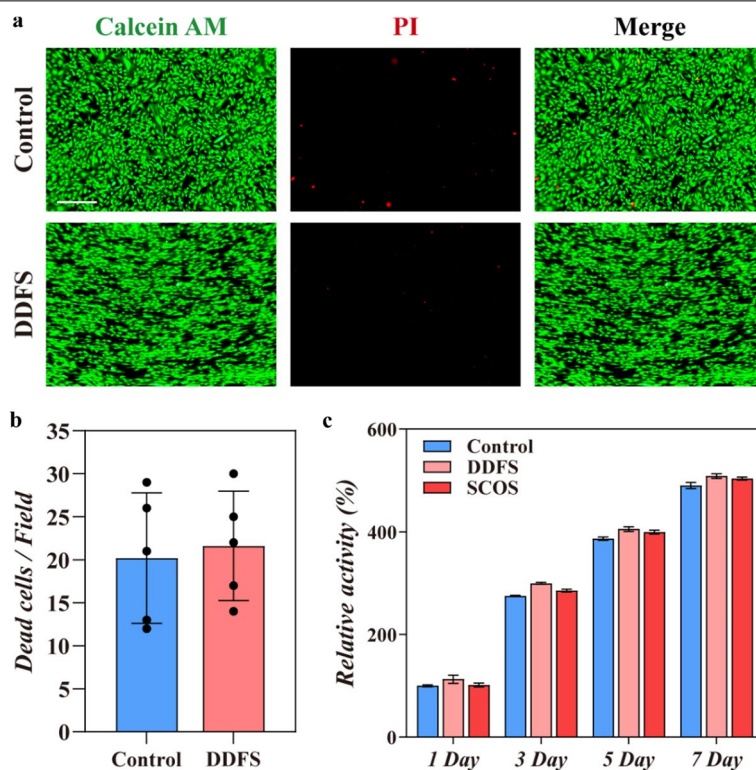 a
Calcein AM PI Merge
Control
DDFS
b
Dead cells / Field
35
30
25
20
15
10
5
0
Control DDFS
c
Relative activity (%)
600
400
200
0
Control
DDFS
SCOS
1 Day 3 Day 5 Day 7 Day